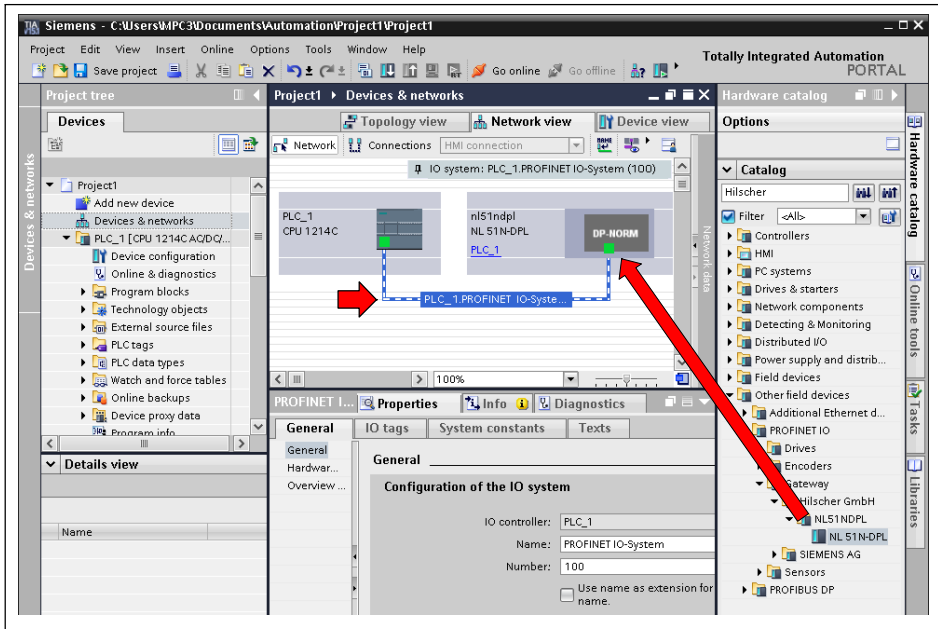 Siemens - C:\Users\MPC3\Documents\Automation\Project1\Project1
Project Edit View Insert Online Options Tools Window Help
Totally Integrated Automation
PORTAL
Save project Go online Go offline
Project tree
Devices
Devices & networks
Project1
Add new device
Devices & networks
PLC_1 [CPU 1214C AC/DC/...
Device configuration
Online & diagnostics
Program blocks
Technology objects
External source files
PLC tags
PLC data types
Watch and force tables
Online backups
Device proxy data
Program info
Details view
Name
Project1 Devices & networks
Topology view Network view Device view
Network Connections HMI connection
IO system: PLC_1.PROFINET IO-System (100)
PLC_1
CPU 1214C
nl51ndpl
NL 51N-DPL
PLC_1
DP-NORM
PLC_1.PROFINET IO-Syste...
Network data
100%
PROFINET I... Properties Info Diagnostics
General IO tags System constants Texts
General
Hardwar...
Overview ...
General
Configuration of the IO system
IO controller: PLC_1
Name: PROFINET IO-System
Number: 100
Use name as extension for
name.
Hardware catalog
Options
Catalog
Hilscher
Filter <All>
Controllers
HMI
PC systems
Drives & starters
Network components
Detecting & Monitoring
Distributed I/O
Power supply and distrib...
Field devices
Other field devices
Additional Ethernet d...
PROFINET IO
Drives
Encoders
Gateway
Hilscher GmbH
NL51NDPL
NL 51N-DPL
SIEMENS AG
Sensors
PROFIBUS DP
Hardware catalog
Online tools
Tasks
Libraries